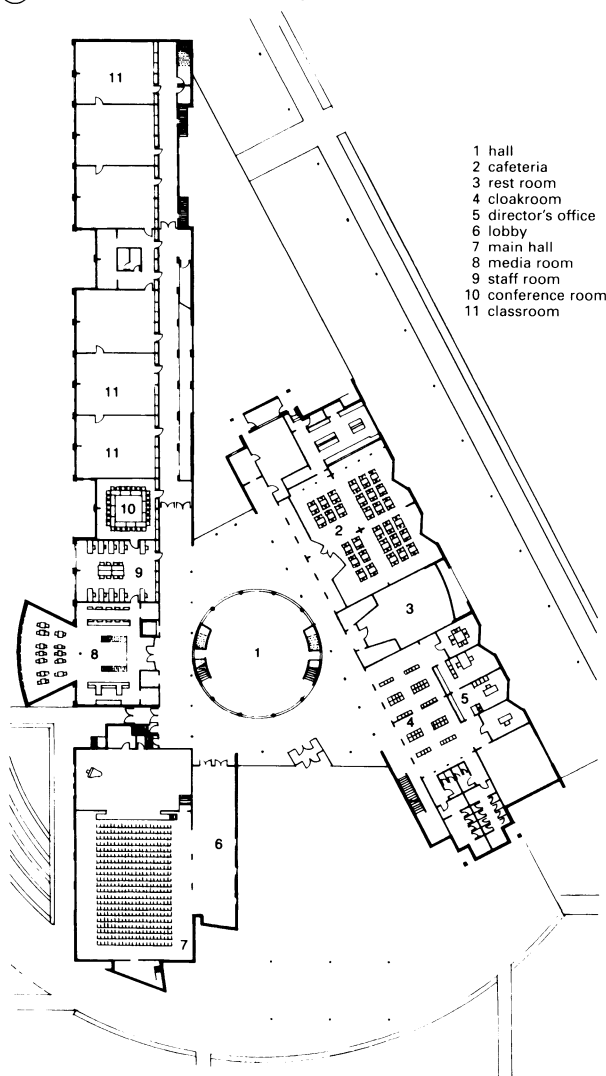 11
1 hall
2 cafeteria
3 rest room
4 cloakroom
5 director's office
6 lobby
7 main hall
8 media room
9 staff room
10 conference room
11 classroom
11
11
10
2
9
3
8
1
4
5
6
7